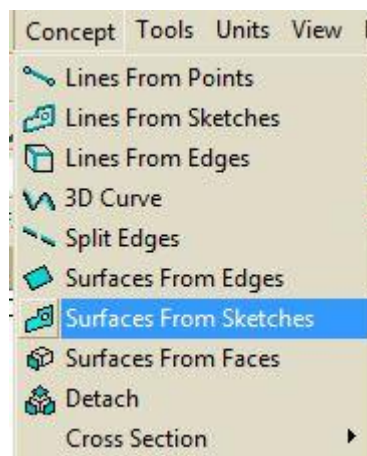 Concept Tools Units View
Lines From Points
Lines From Sketches
Lines From Edges
3D Curve
Split Edges
Surfaces From Edges
Surfaces From Sketches
Surfaces From Faces
Detach
Cross Section